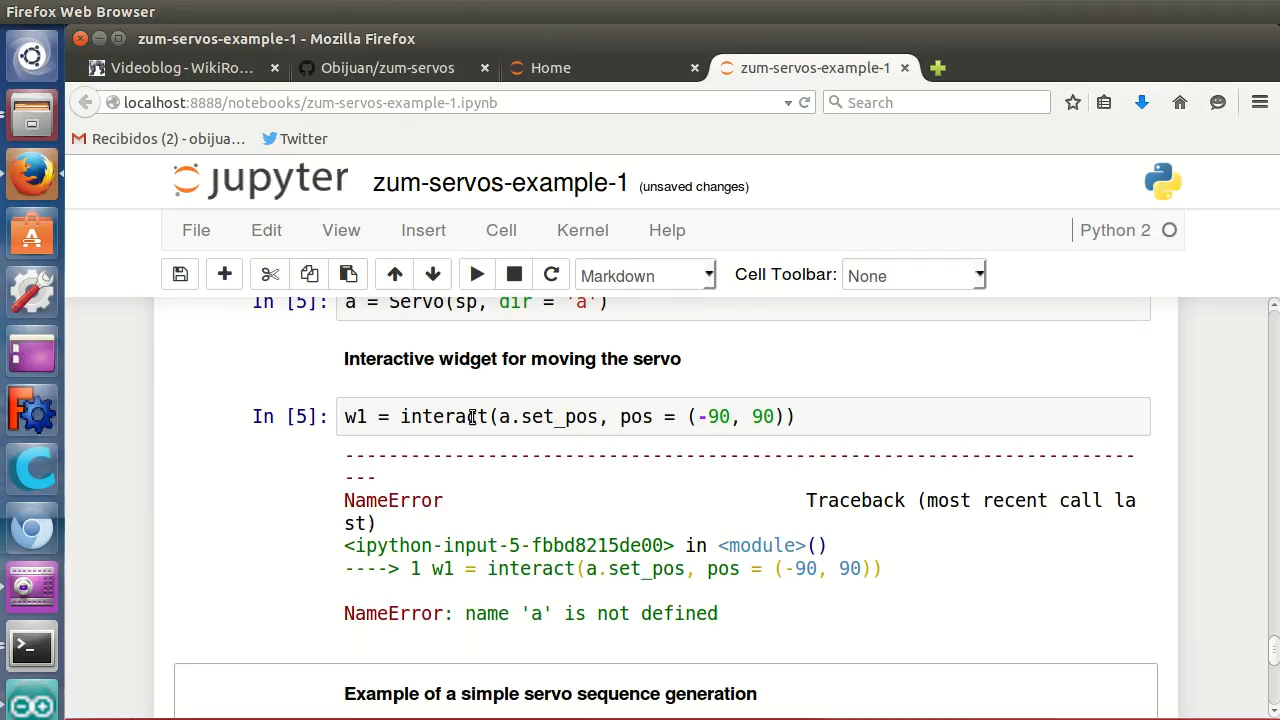 Firefox Web Browser
zum-servos-example-1 - Mozilla Firefox
Videoblog - WikiRo... Obijuan/zum-servos Home zum-servos-example-1
localhost:8888/notebooks/zum-servos-example-1.ipynb Search
Recibidos (2) - obijua... Twitter
jupyter zum-servos-example-1 (unsaved changes)
File Edit View Insert Cell Kernel Help Python 2
Markdown Cell Toolbar: None
In [5]: a = Servo(sp, dir = 'a')
Interactive widget for moving the servo
In [5]: w1 = interact(a.set_pos, pos = (-90, 90))
------------------------------------------------------------------------
---
NameError Traceback (most recent call la
st)
<ipython-input-5-fbbd8215de00> in <module>()
----> 1 w1 = interact(a.set_pos, pos = (-90, 90))
NameError: name 'a' is not defined
Example of a simple servo sequence generation